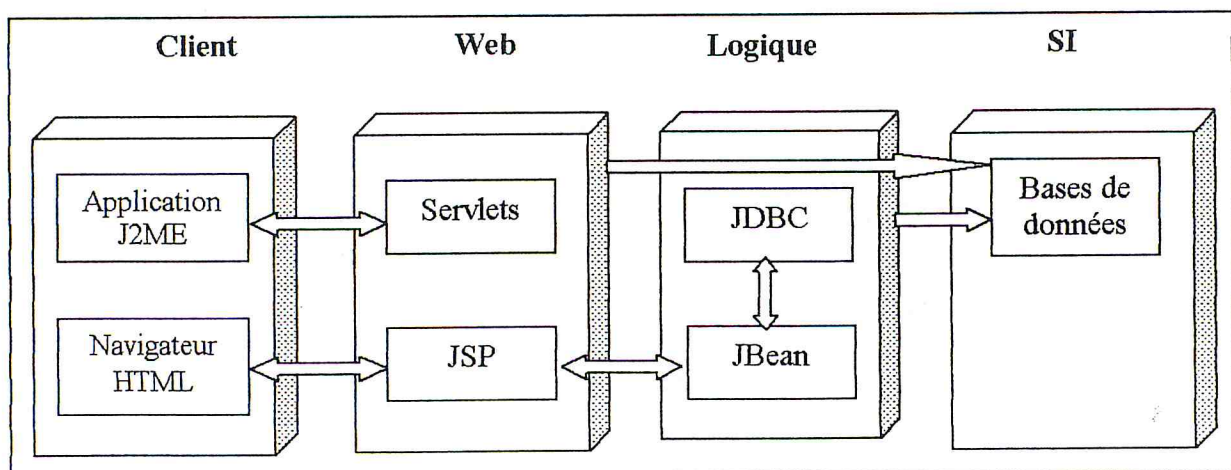 Client
Web
Logique
SI
Application
J2ME
Servlets
JDBC
Bases de
données
Navigateur
HTML
JSP
JBean